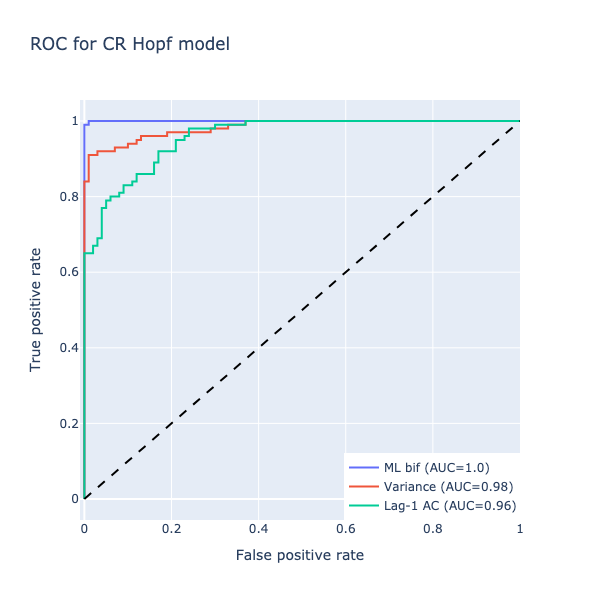 ROC for CR Hopf model
True positive rate
1
0.8
0.6
0.4
0.2
0
0
0.2
0.4
0.6
0.8
1
False positive rate
ML bif (AUC=1.0)
Variance (AUC=0.98)
Lag-1 AC (AUC=0.96)